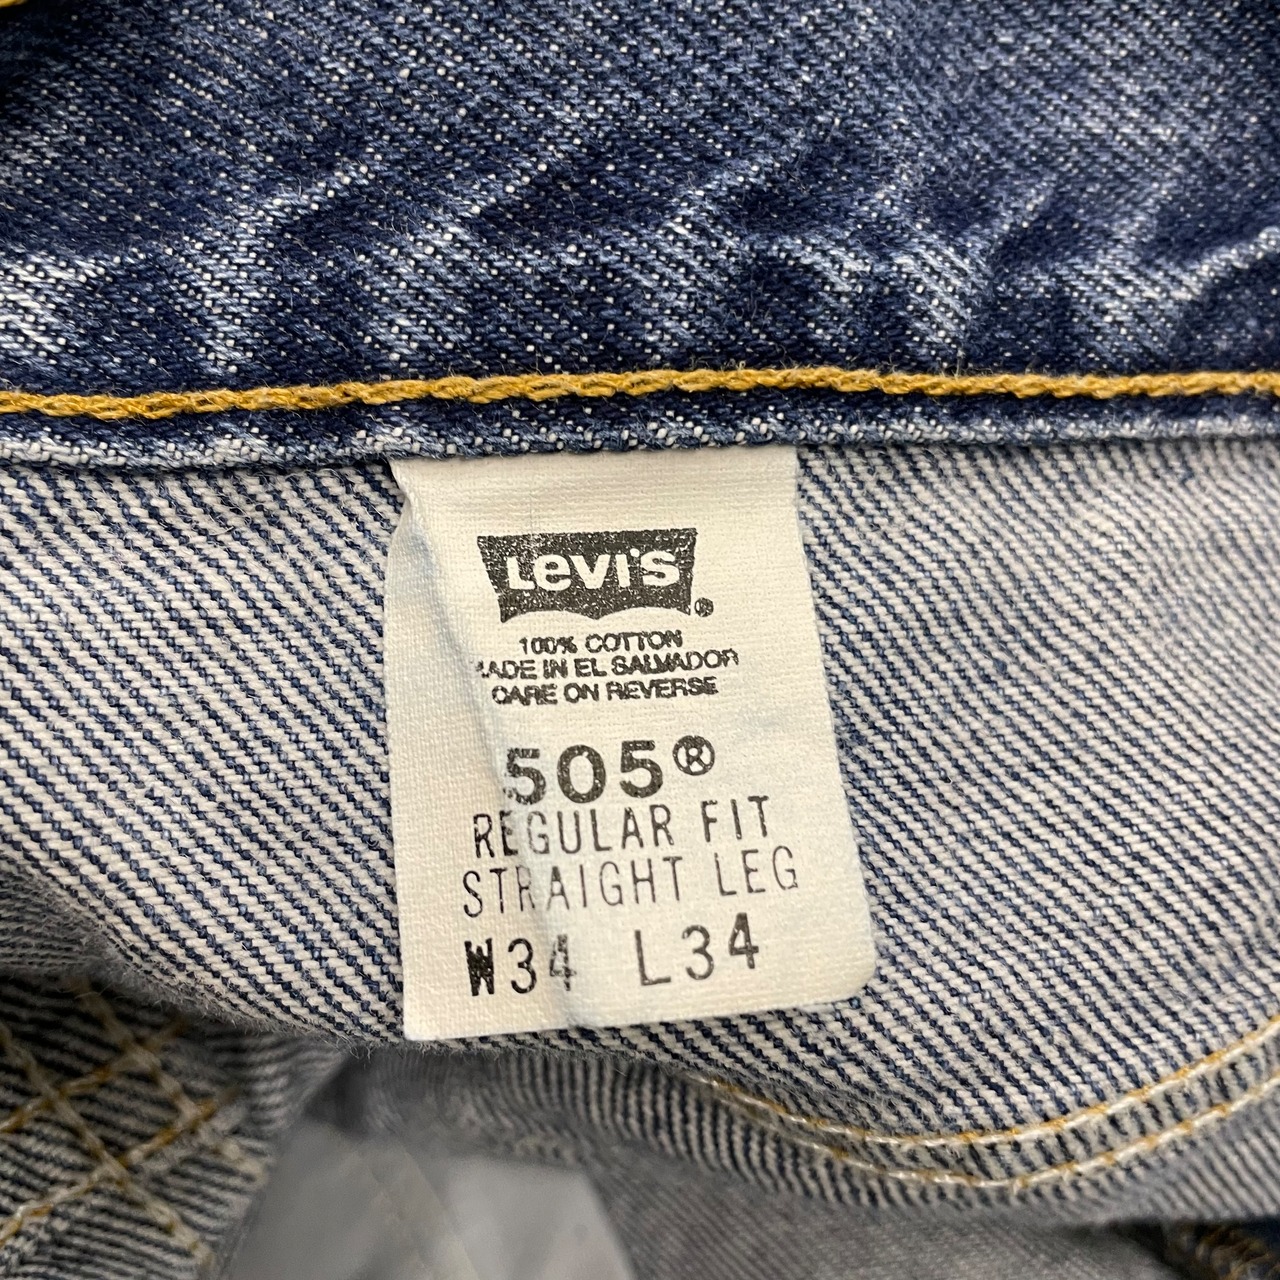 Levi's®
100% COTTON
MADE IN EL SALVADOR
CARE ON REVERSE
505®
REGULAR FIT
STRAIGHT LEG
W34 L34